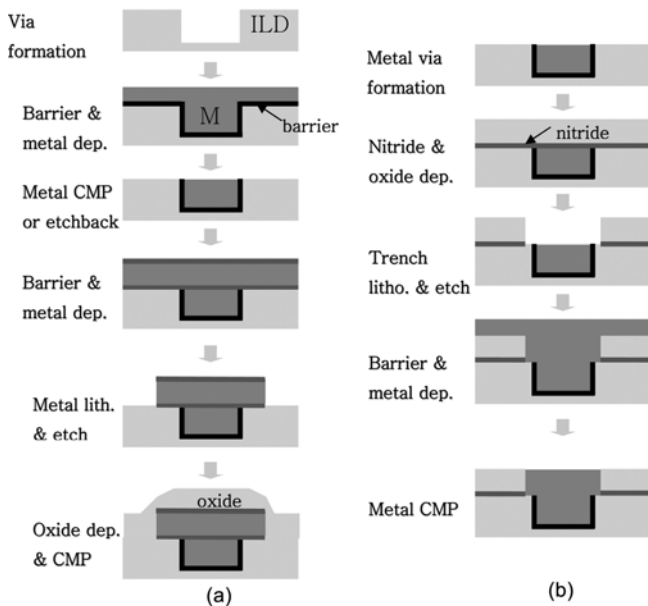 Via
formation
ILD
Barrier &
metal dep.
M
barrier
Metal CMP
or etchback
Barrier &
metal dep.
Metal lith.
& etch
oxide
Oxide dep.
& CMP
(a)
Metal via
formation
nitride
Nitride &
oxide dep.
Trench
litho. & etch
Barrier &
metal dep.
Metal CMP
(b)